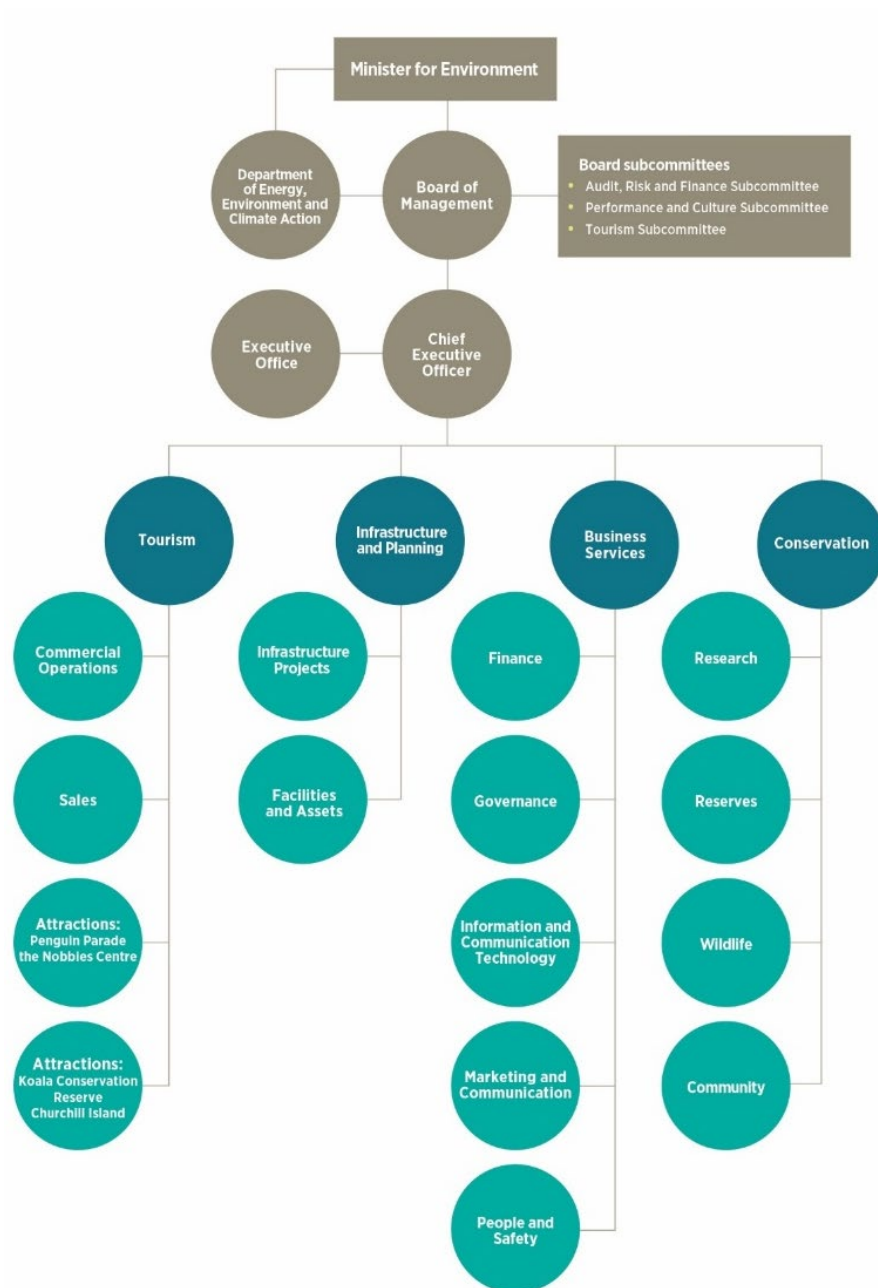 Minister for Environment
Department
of Energy,
Environment and
Climate Action
Board of
Management
Board subcommittees
• Audit, Risk and Finance Subcommittee
• Performance and Culture Subcommittee
• Tourism Subcommittee
Executive
Office
Chief
Executive
Officer
Tourism
Infrastructure
and Planning
Business
Services
Conservation
Commercial
Operations
Infrastructure
Projects
Finance
Research
Sales
Facilities
and Assets
Governance
Reserves
Attractions:
Penguin Parade
the Nobbies Centre
Information and
Communication
Technology
Wildlife
Attractions:
Koala Conservation
Reserve
Churchill Island
Marketing and
Communication
Community
People and
Safety